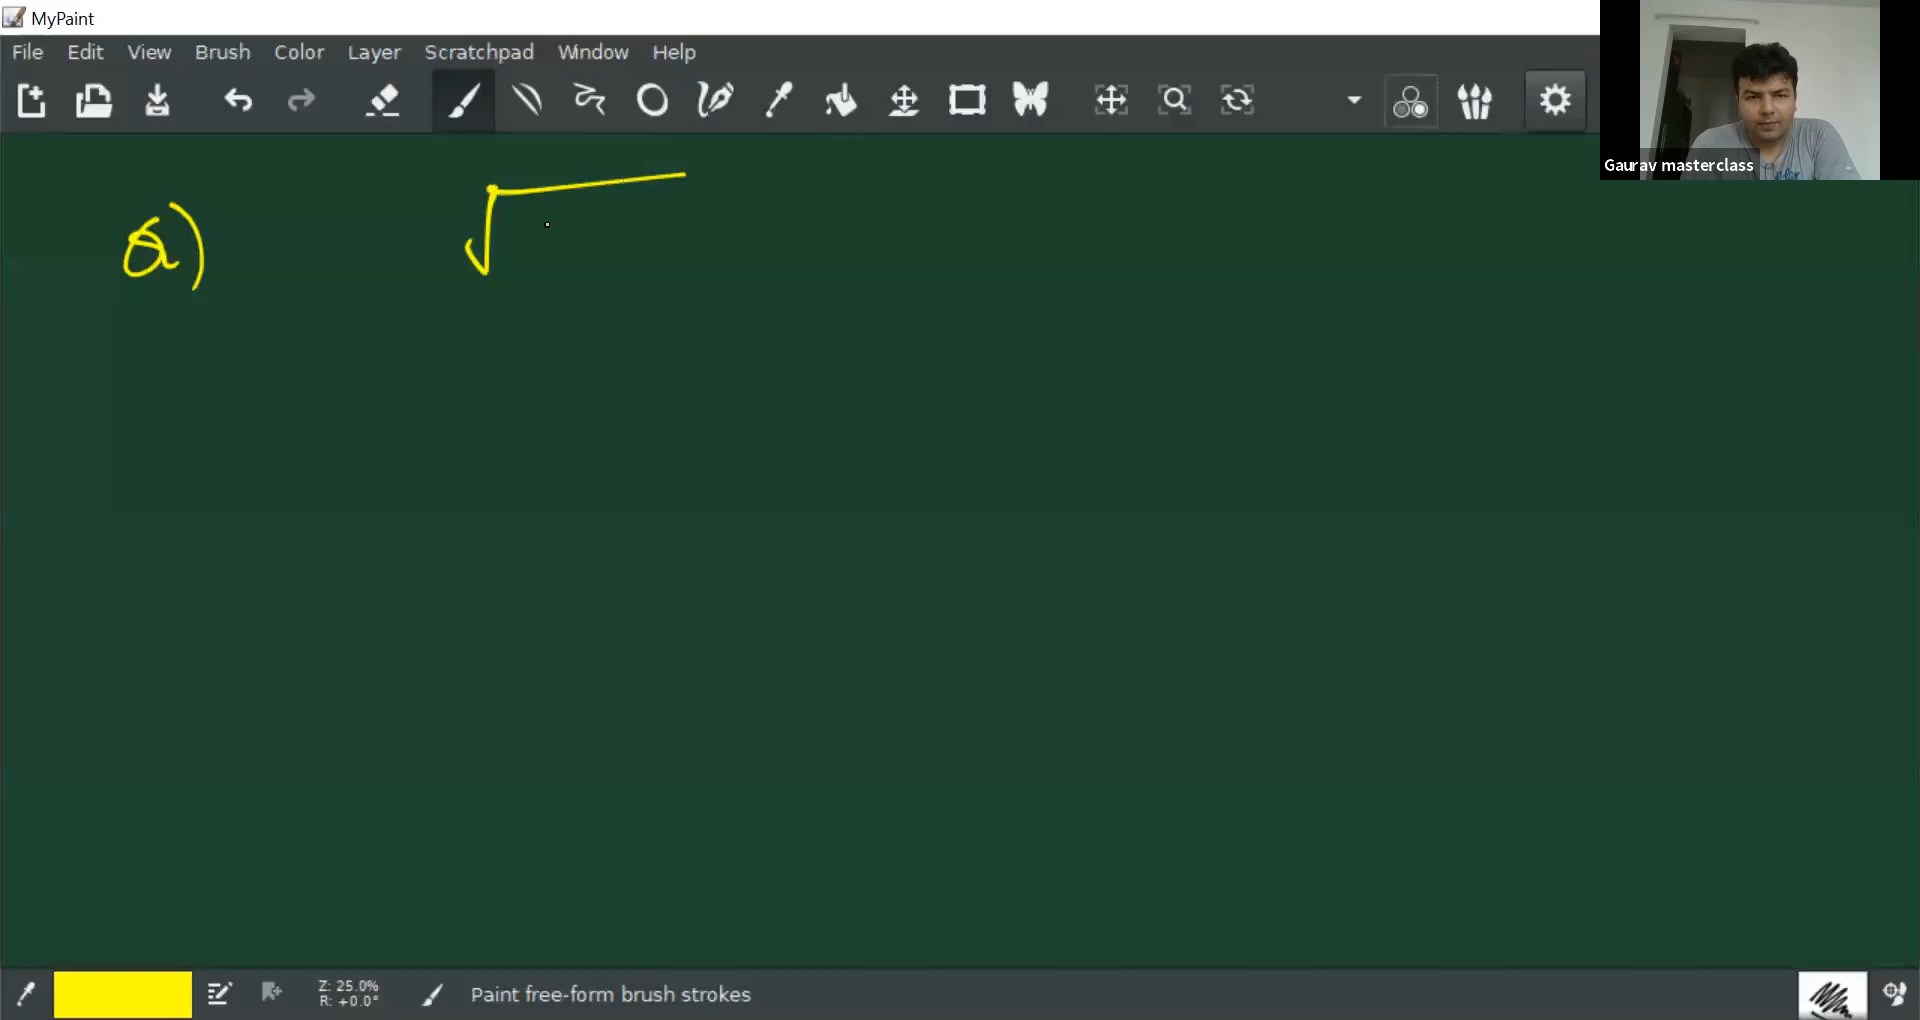 MyPaint
File Edit View Brush Color Layer Scratchpad Window Help
Gaurav masterclass
Q) √
Z: 25.0%
R: +0.0°
Paint free-form brush strokes